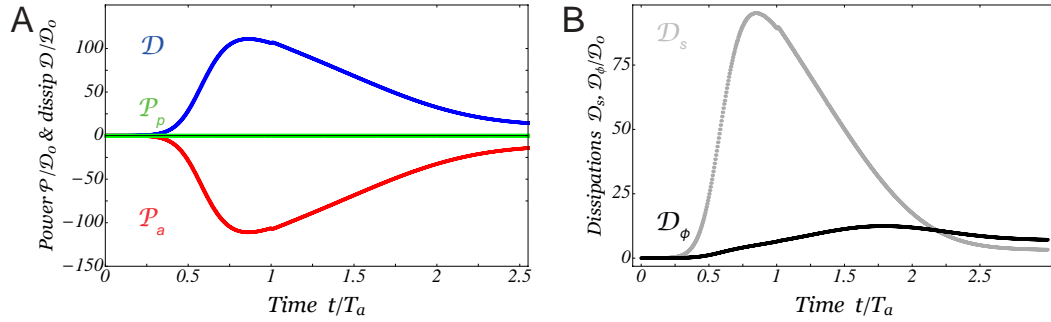 A
Power 𝒫/𝒟ₒ & dissip 𝒟/𝒟ₒ
100
50
0
−50
−100
−150
𝒟
𝒫ₚ
𝒫ₐ
0
0.5
1
1.5
2
2.5
Time t/Tₐ
B
Dissipations 𝒟ₛ, 𝒟ᵩ/𝒟ₒ
75
50
25
0
𝒟ₛ
𝒟ᵩ
0
0.5
1
1.5
2
2.5
Time t/Tₐ